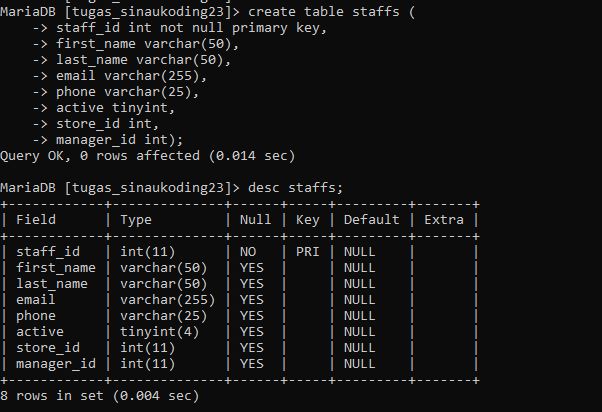 MariaDB [tugas_sinaukoding23]> create table staffs (
    -> staff_id int not null primary key,
    -> first_name varchar(50),
    -> last_name varchar(50),
    -> email varchar(255),
    -> phone varchar(25),
    -> active tinyint,
    -> store_id int,
    -> manager_id int);
Query OK, 0 rows affected (0.014 sec)

MariaDB [tugas_sinaukoding23]> desc staffs;
+------------+--------------+------+-----+---------+-------+
| Field      | Type         | Null | Key | Default | Extra |
+------------+--------------+------+-----+---------+-------+
| staff_id   | int(11)      | NO   | PRI | NULL    |       |
| first_name | varchar(50)  | YES  |     | NULL    |       |
| last_name  | varchar(50)  | YES  |     | NULL    |       |
| email      | varchar(255) | YES  |     | NULL    |       |
| phone      | varchar(25)  | YES  |     | NULL    |       |
| active     | tinyint(4)   | YES  |     | NULL    |       |
| store_id   | int(11)      | YES  |     | NULL    |       |
| manager_id | int(11)      | YES  |     | NULL    |       |
+------------+--------------+------+-----+---------+-------+
8 rows in set (0.004 sec)